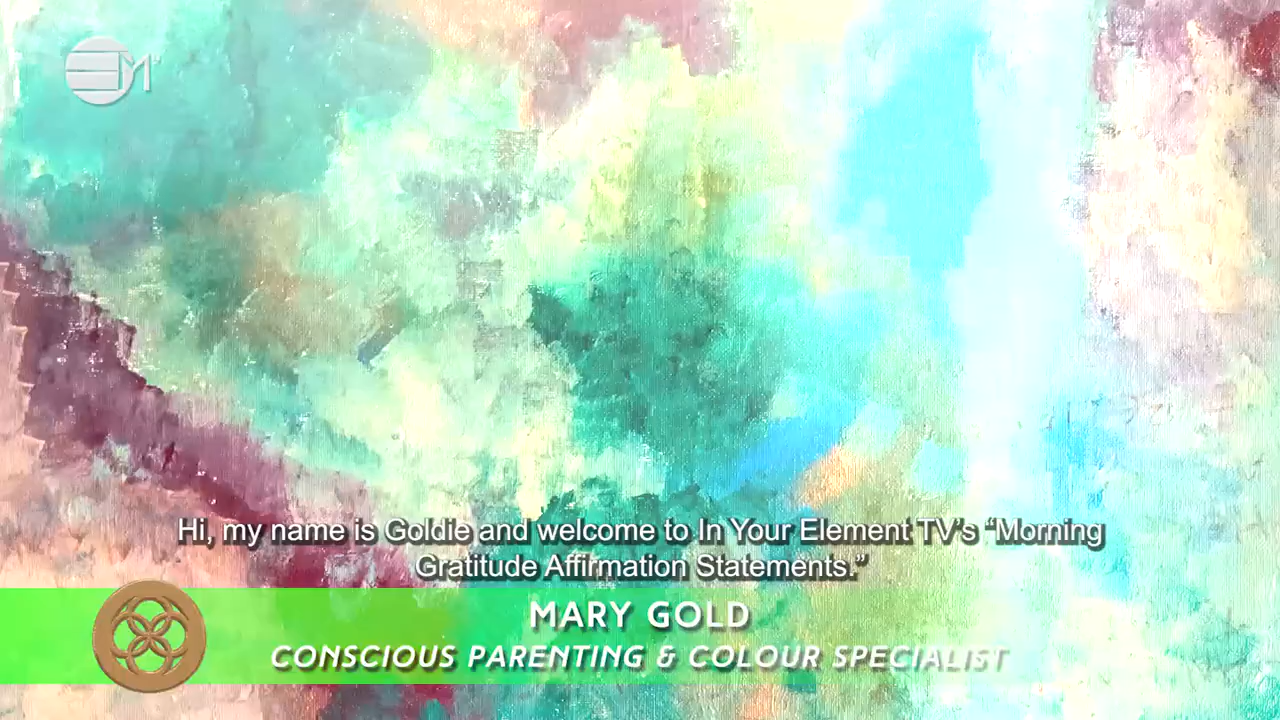 Hi, my name is Goldie and welcome to In Your Element TV's “Morning
Gratitude Affirmation Statements.”
MARY GOLD
CONSCIOUS PARENTING & COLOUR SPECIALIST